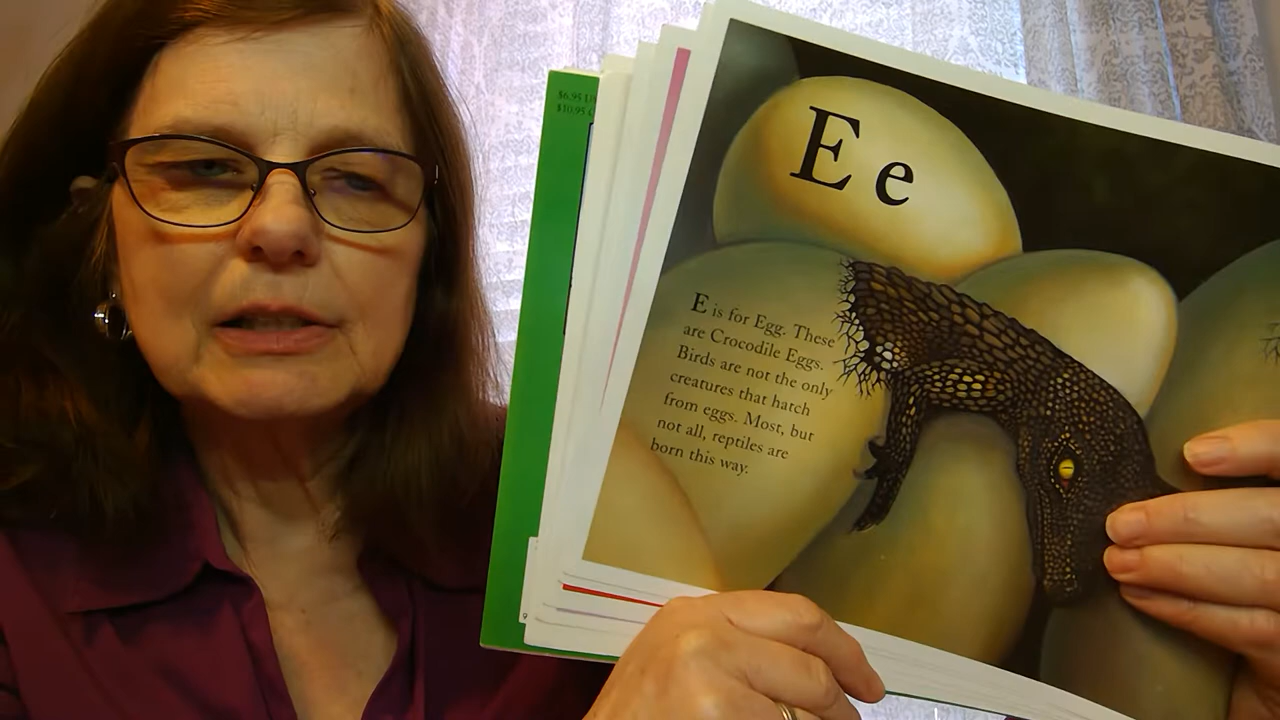 $6.95 US
$10.95
E e
E is for Egg. These
are Crocodile Eggs.
Birds are not the only
creatures that hatch
from eggs. Most, but
not all, reptiles are
born this way.